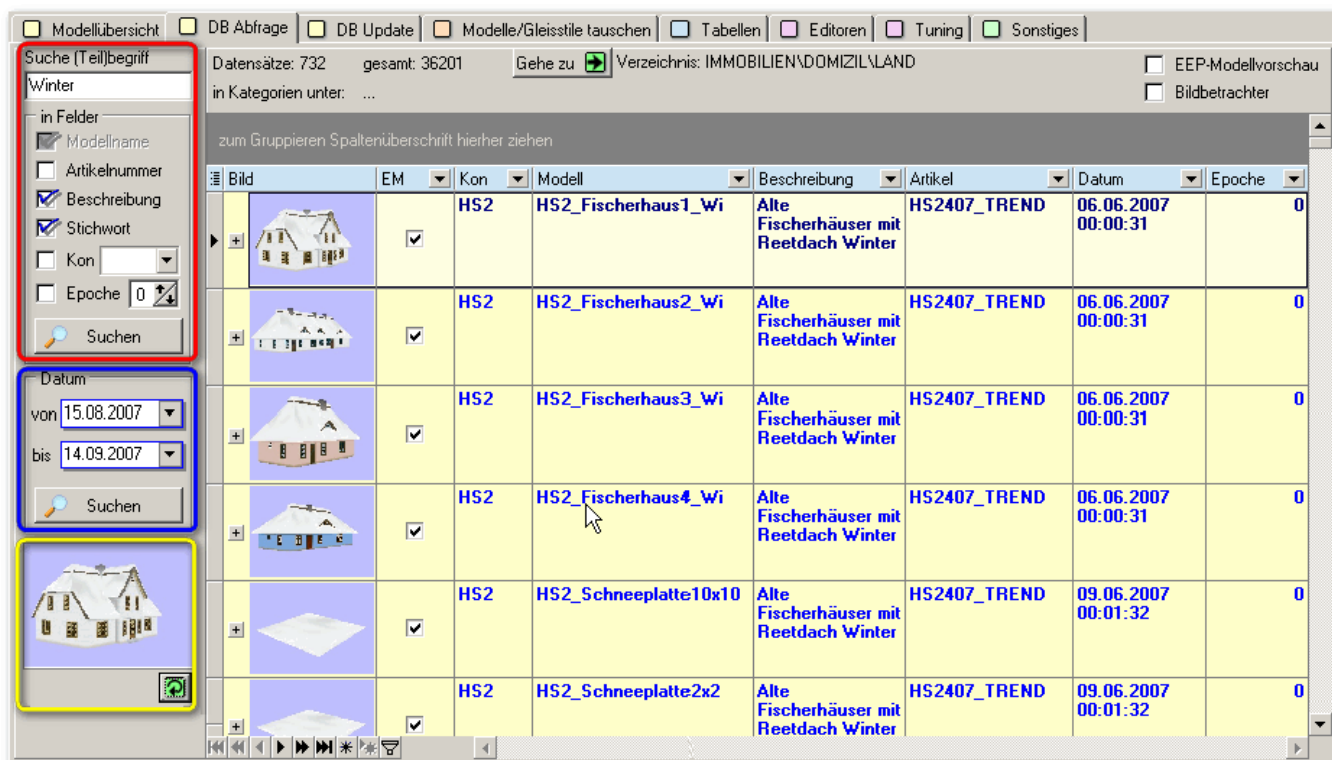 Modellübersicht DB Abfrage DB Update Modelle/Gleisstile tauschen Tabellen Editoren Tuning Sonstiges
Suche (Teil)begriff
Winter
in Felder
Modellname
Artikelnummer
Beschreibung
Stichwort
Kon
Epoche 0
Suchen
Datum
von 15.08.2007
bis 14.09.2007
Suchen
Datensätze: 732 gesamt: 36201 Gehe zu Verzeichnis: IMMOBILIEN\DOMIZIL\LAND
in Kategorien unter: ...
EEP-Modellvorschau
Bildbetrachter
zum Gruppieren Spaltenüberschrift hierher ziehen
Bild EM Kon Modell Beschreibung Artikel Datum Epoche
HS2 HS2_Fischerhaus1_Wi Alte HS2407_TREND 06.06.2007 0
Fischerhäuser mit 00:00:31
Reetdach Winter
HS2 HS2_Fischerhaus2_Wi Alte HS2407_TREND 06.06.2007 0
Fischerhäuser mit 00:00:31
Reetdach Winter
HS2 HS2_Fischerhaus3_Wi Alte HS2407_TREND 06.06.2007 0
Fischerhäuser mit 00:00:31
Reetdach Winter
HS2 HS2_Fischerhaus4_Wi Alte HS2407_TREND 06.06.2007 0
Fischerhäuser mit 00:00:31
Reetdach Winter
HS2 HS2_Schneeplatte10x10 Alte HS2407_TREND 09.06.2007 0
Fischerhäuser mit 00:01:32
Reetdach Winter
HS2 HS2_Schneeplatte2x2 Alte HS2407_TREND 09.06.2007 0
Fischerhäuser mit 00:01:32
Reetdach Winter